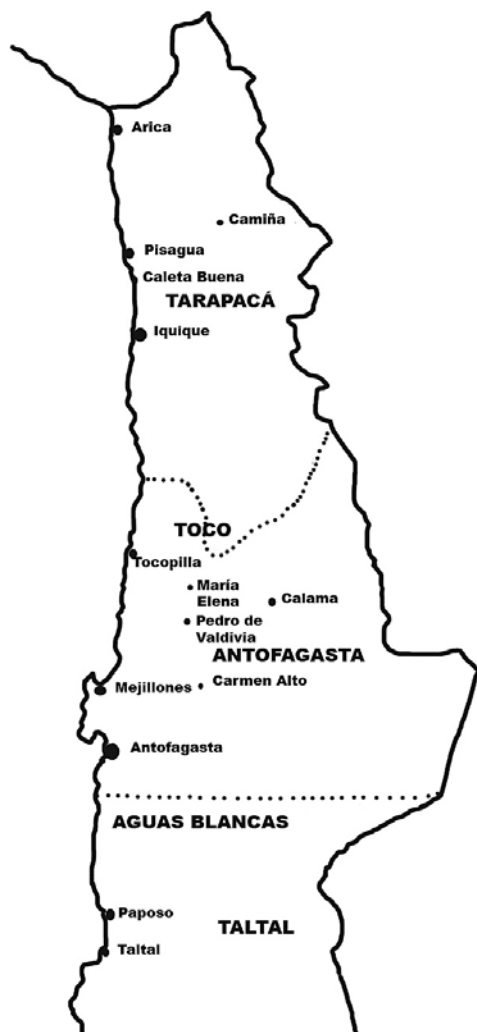 Arica
Camiña
Pisagua
Caleta Buena
TARAPACÁ
Iquique
TOCO
Tocopilla
María
Elena
Calama
Pedro de
Valdivia
ANTOFAGASTA
Carmen Alto
Mejillones
Antofagasta
AGUAS BLANCAS
Paposo
TALTAL
Taltal